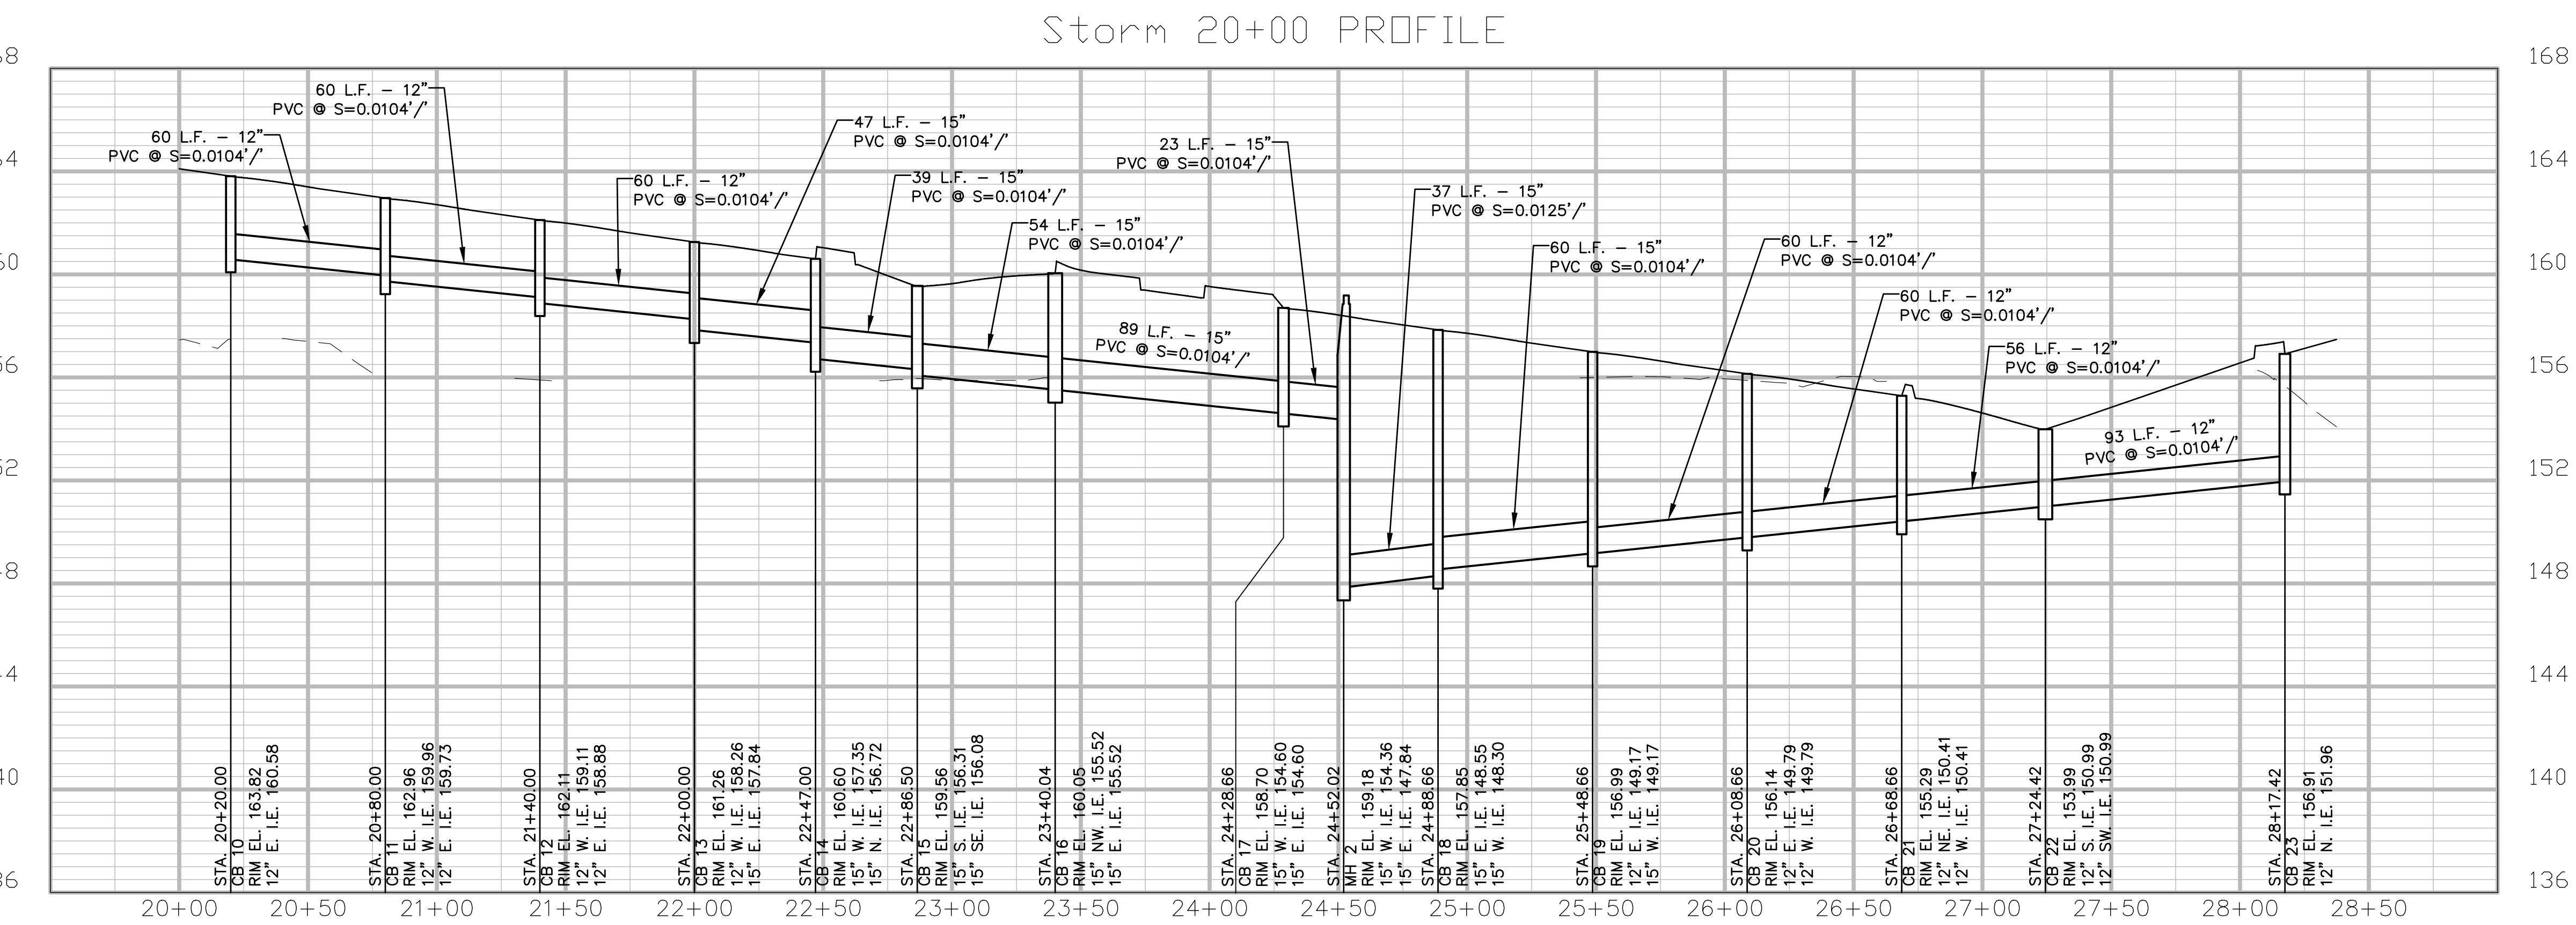 Storm 20+00 PROFILE
168
164
160
156
152
148
144
140
136
60 L.F. - 12"
PVC @ S=0.0104'/'
60 L.F. - 12"
PVC @ S=0.0104'/'
60 L.F. - 12"
PVC @ S=0.0104'/'
47 L.F. - 15"
PVC @ S=0.0104'/'
39 L.F. - 15"
PVC @ S=0.0104'/'
54 L.F. - 15"
PVC @ S=0.0104'/'
89 L.F. - 15"
PVC @ S=0.0104'/'
23 L.F. - 15"
PVC @ S=0.0104'/'
37 L.F. - 15"
PVC @ S=0.0125'/'
60 L.F. - 15"
PVC @ S=0.0104'/'
60 L.F. - 12"
PVC @ S=0.0104'/'
60 L.F. - 12"
PVC @ S=0.0104'/'
56 L.F. - 12"
PVC @ S=0.0104'/'
93 L.F. - 12"
PVC @ S=0.0104'/'
STA. 20+20.00
CB 10
RIM EL. 163.82
12" E. I.E. 160.58
STA. 20+80.00
CB 11
RIM EL. 162.96
12" W. I.E. 159.96
12" E. I.E. 159.73
STA. 21+40.00
CB 12
RIM EL. 162.11
12" W. I.E. 159.11
12" E. I.E. 158.88
STA. 22+00.00
CB 13
RIM EL. 161.26
12" W. I.E. 158.26
15" E. I.E. 157.84
STA. 22+47.00
CB 14
RIM EL. 160.60
15" W. I.E. 157.35
15" N. I.E. 156.72
STA. 22+86.50
CB 15
RIM EL. 159.56
15" S. I.E. 156.31
15" SE. I.E. 156.08
STA. 23+40.04
CB 16
RIM EL. 160.05
15" NW. I.E. 155.52
15" E. I.E. 155.52
STA. 24+28.66
CB 17
RIM EL. 158.70
15" W. I.E. 154.60
15" E. I.E. 154.60
STA. 24+52.02
MH 2
RIM EL. 159.18
15" W. I.E. 154.36
15" E. I.E. 147.84
STA. 24+88.66
CB 18
RIM EL. 157.85
15" E. I.E. 148.55
15" W. I.E. 148.30
STA. 25+48.66
CB 19
RIM EL. 156.99
12" E. I.E. 149.17
15" W. I.E. 149.17
STA. 26+08.66
CB 20
RIM EL. 156.14
12" E. I.E. 149.79
12" W. I.E. 149.79
STA. 26+68.66
CB 21
RIM EL. 155.29
12" NE. I.E. 150.41
12" W. I.E. 150.41
STA. 27+24.42
CB 22
RIM EL. 153.99
12" S. I.E. 150.99
12" SW. I.E. 150.99
STA. 28+17.42
CB 23
RIM EL. 156.91
12" N. I.E. 151.96
20+00 20+50 21+00 21+50 22+00 22+50 23+00 23+50 24+00 24+50 25+00 25+50 26+00 26+50 27+00 27+50 28+00 28+50